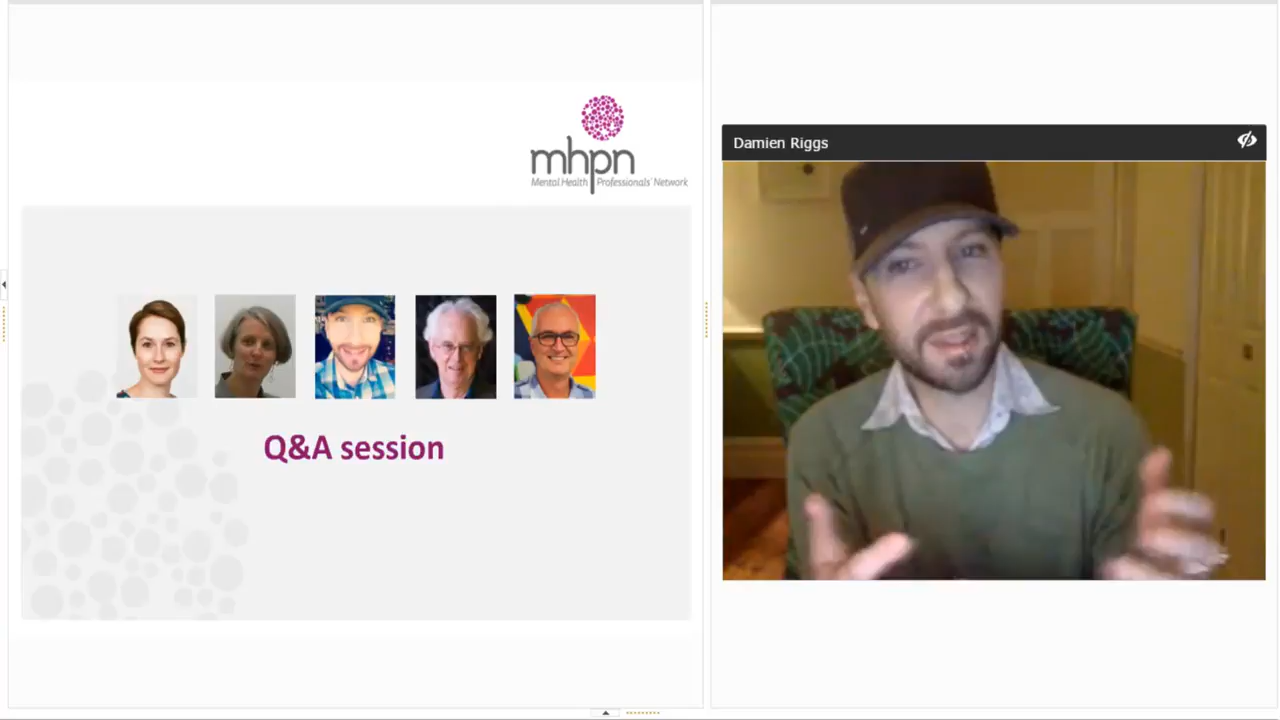 mhpn
Mental Health Professionals' Network
Q&A session
Damien Riggs